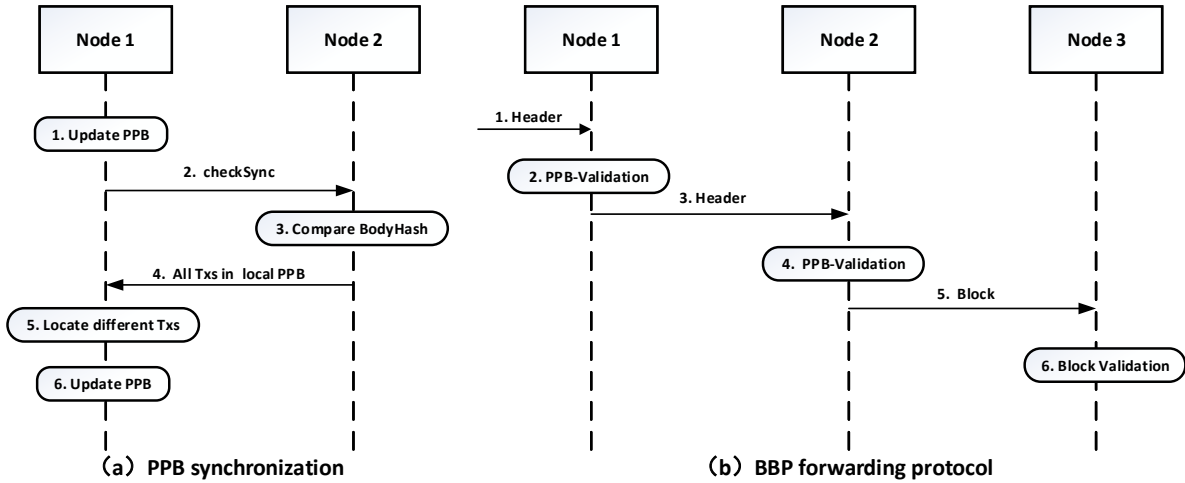 Node 1
Node 2
1. Update PPB
2. checkSync
3. Compare BodyHash
4. All Txs in local PPB
5. Locate different Txs
6. Update PPB
（a）PPB synchronization
Node 1
Node 2
Node 3
1. Header
2. PPB-Validation
3. Header
4. PPB-Validation
5. Block
6. Block Validation
（b）BBP forwarding protocol